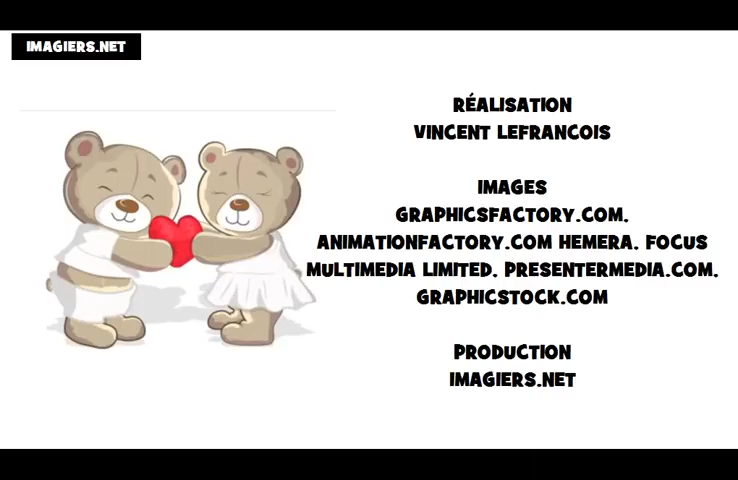 IMAGIERS.NET
RÉALISATION
VINCENT LEFRANCOIS
IMAGES
GRAPHICSFACTORY.COM,
ANIMATIONFACTORY.COM HEMERA, FOCUS
MULTIMEDIA LIMITED, PRESENTERMEDIA.COM,
GRAPHICSTOCK.COM
PRODUCTION
IMAGIERS.NET